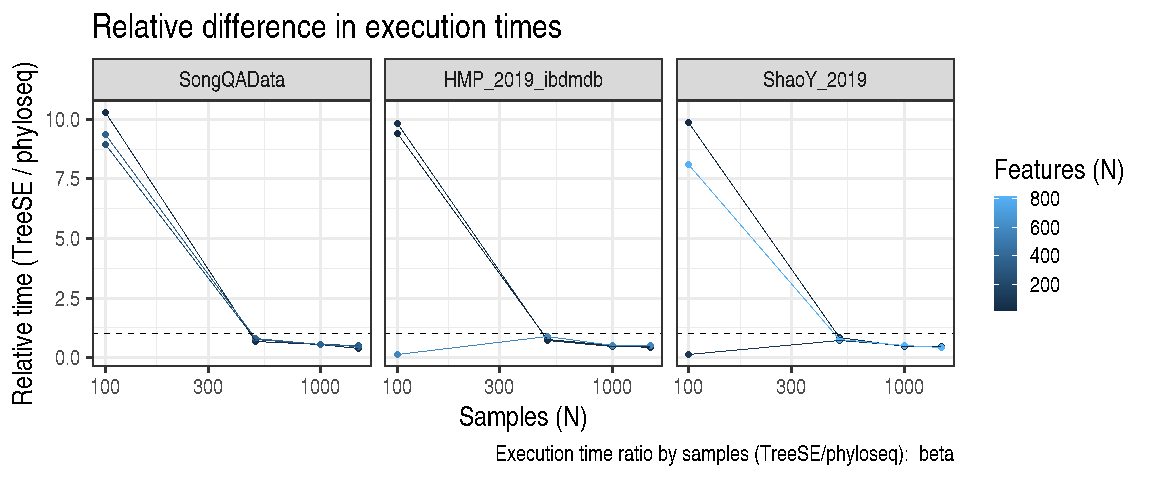 Relative difference in execution times
SongQAData
HMP_2019_ibdmdb
ShaoY_2019
Relative time (TreeSE / phyloseq)
10.0
7.5
5.0
2.5
0.0
100 300 1000
100 300 1000
100 300 1000
Samples (N)
Execution time ratio by samples (TreeSE/phyloseq): beta
Features (N)
800
600
400
200